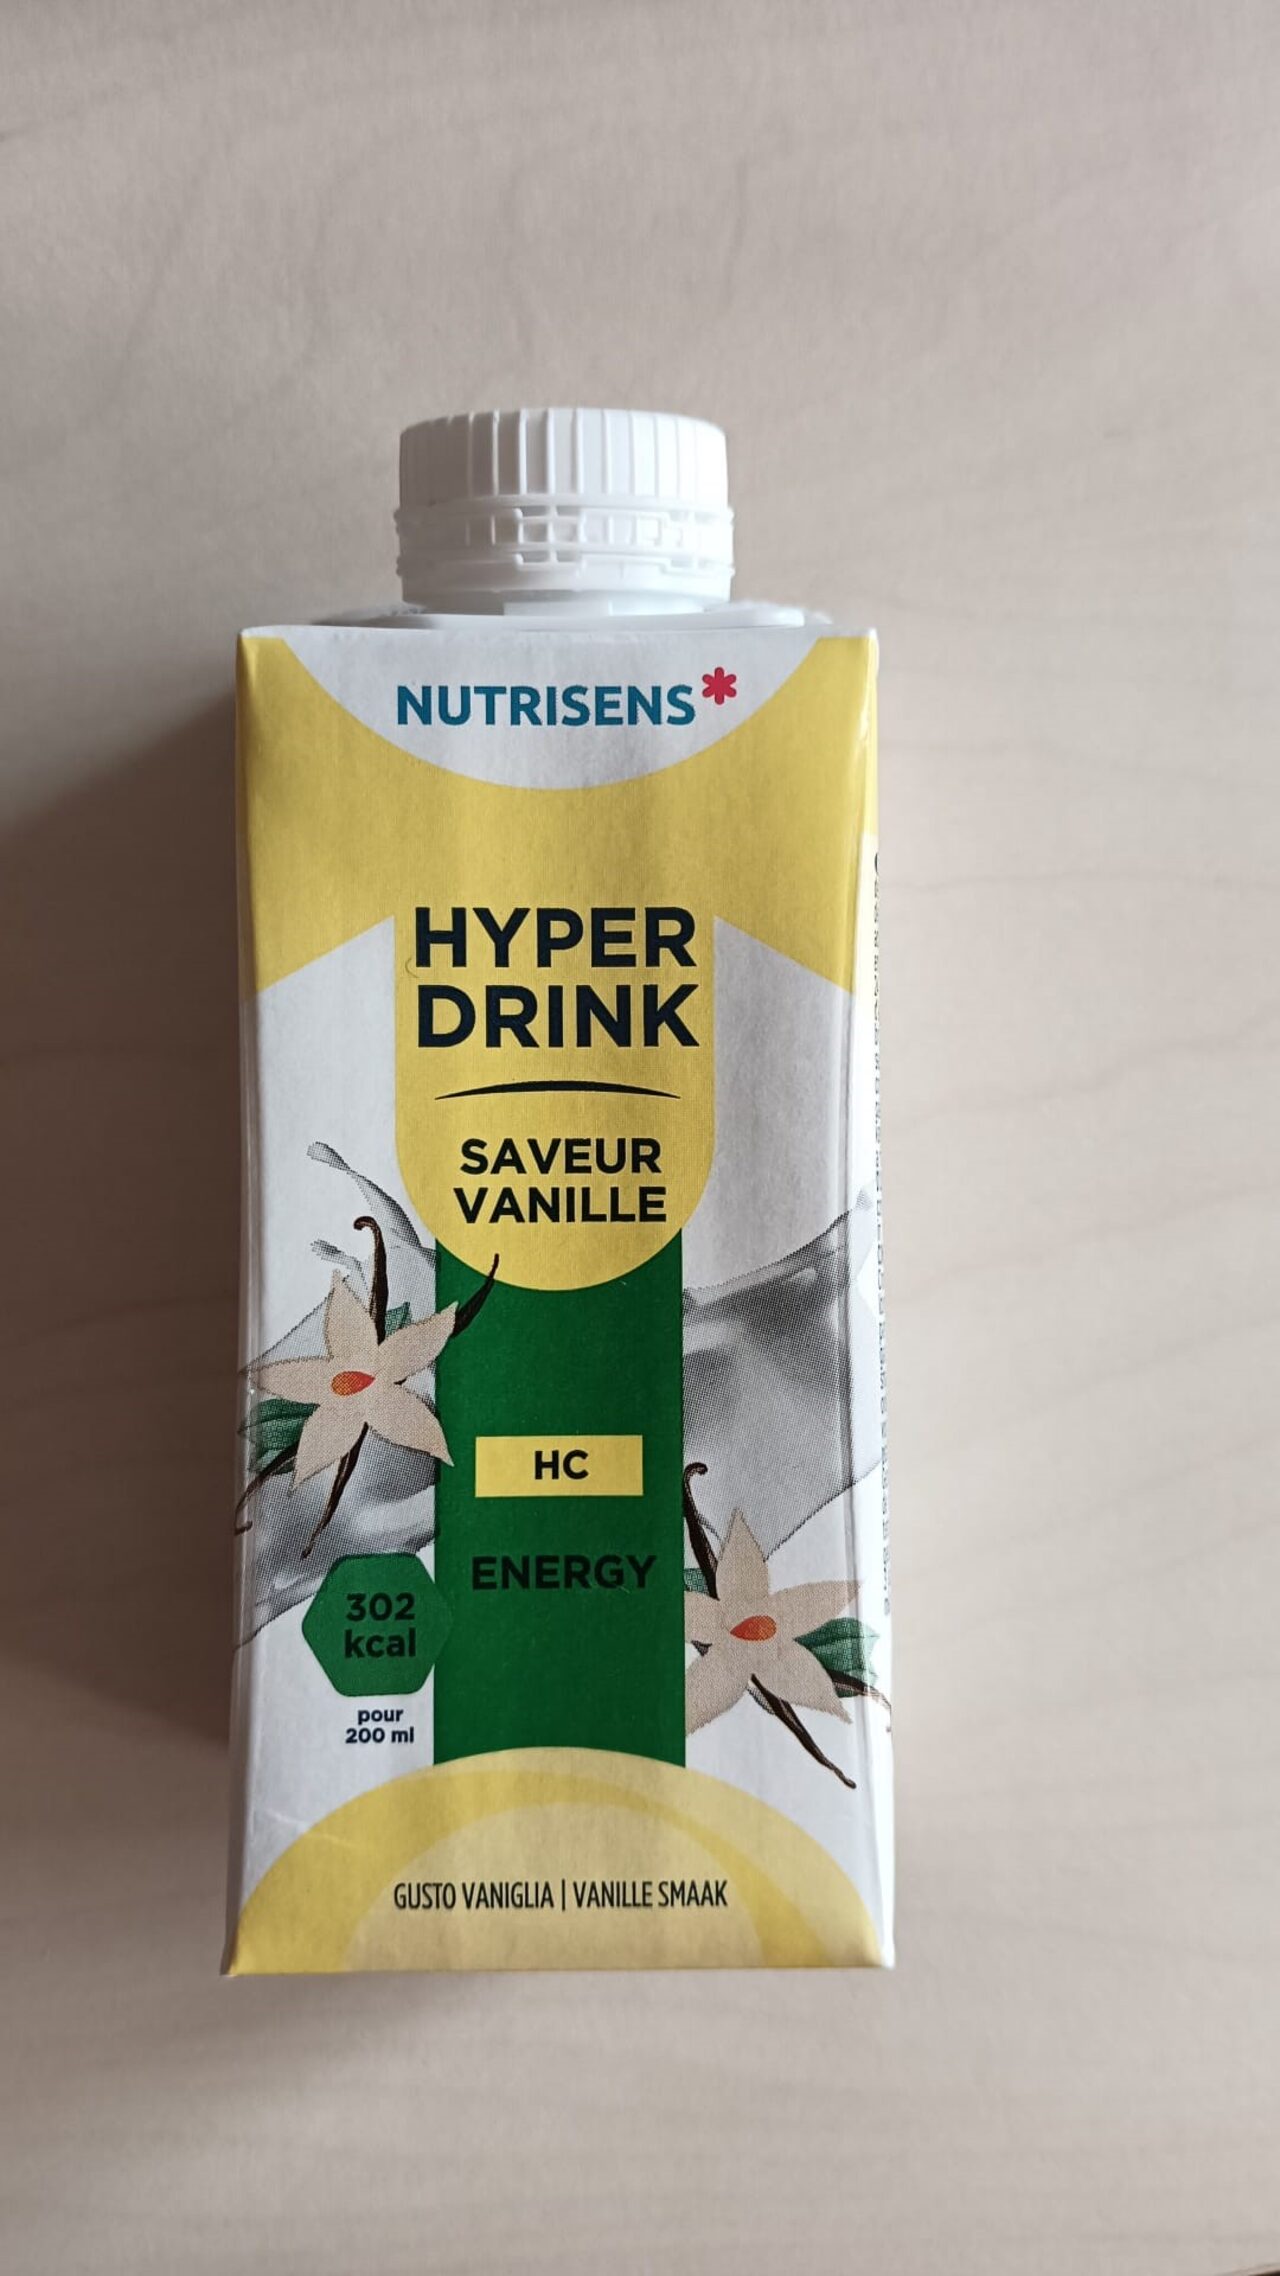 NUTRISENS*
HYPER
DRINK
SAVEUR
VANILLE
HC
ENERGY
302
kcal
pour
200 ml
GUSTO VANIGLIA | VANILLE SMAAK